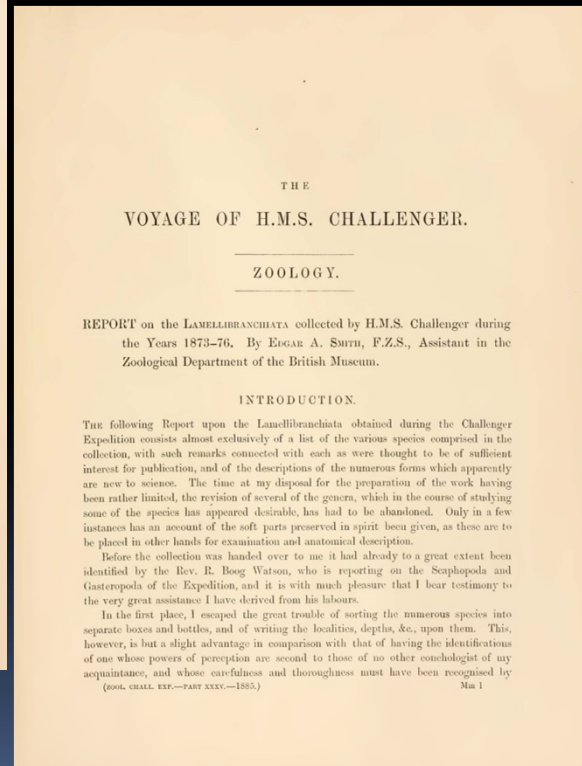 THE
VOYAGE OF H.M.S. CHALLENGER.
ZOOLOGY.
REPORT on the LAMELLIBRANCHIATA collected by H.M.S. Challenger during
the Years 1873–76. By EDGAR A. SMITH, F.Z.S., Assistant in the
Zoological Department of the British Museum.
INTRODUCTION.
THE following Report upon the Lamellibranchiata obtained during the Challenger
Expedition consists almost exclusively of a list of the various species comprised in the
collection, with such remarks connected with each as were thought to be of sufficient
interest for publication, and of the descriptions of the numerous forms which apparently
are new to science. The time at my disposal for the preparation of the work having
been rather limited, the revision of several of the genera, which in the course of studying
some of the species has appeared desirable, has had to be abandoned. Only in a few
instances has an account of the soft parts preserved in spirit been given, as these are to
be placed in other hands for examination and anatomical description.
Before the collection was handed over to me it had already to a great extent been
identified by the Rev. R. Boog Watson, who is reporting on the Scaphopoda and
Gasteropoda of the Expedition, and it is with much pleasure that I bear testimony to
the very great assistance I have derived from his labours.
In the first place, I escaped the great trouble of sorting the numerous species into
separate boxes and bottles, and of writing the localities, depths, &c., upon them. This,
however, is but a slight advantage in comparison with that of having the identifications
of one whose powers of perception are second to those of no other conchologist of my
acquaintance, and whose carefulness and thoroughness must have been recognised by
(ZOOL. CHALL. EXP.—PART XXXV.—1885.) Mm 1